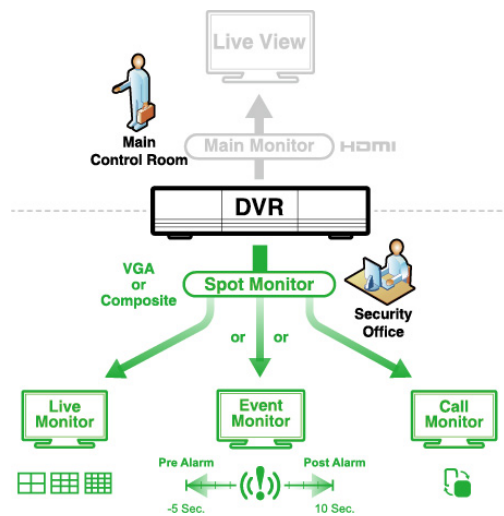 Live View
Main
Control Room
Main Monitor
HDMI
DVR
VGA
or
Composite
Spot Monitor
Security
Office
or
or
Live
Monitor
Event
Monitor
Call
Monitor
Pre Alarm
Post Alarm
-5 Sec.
10 Sec.